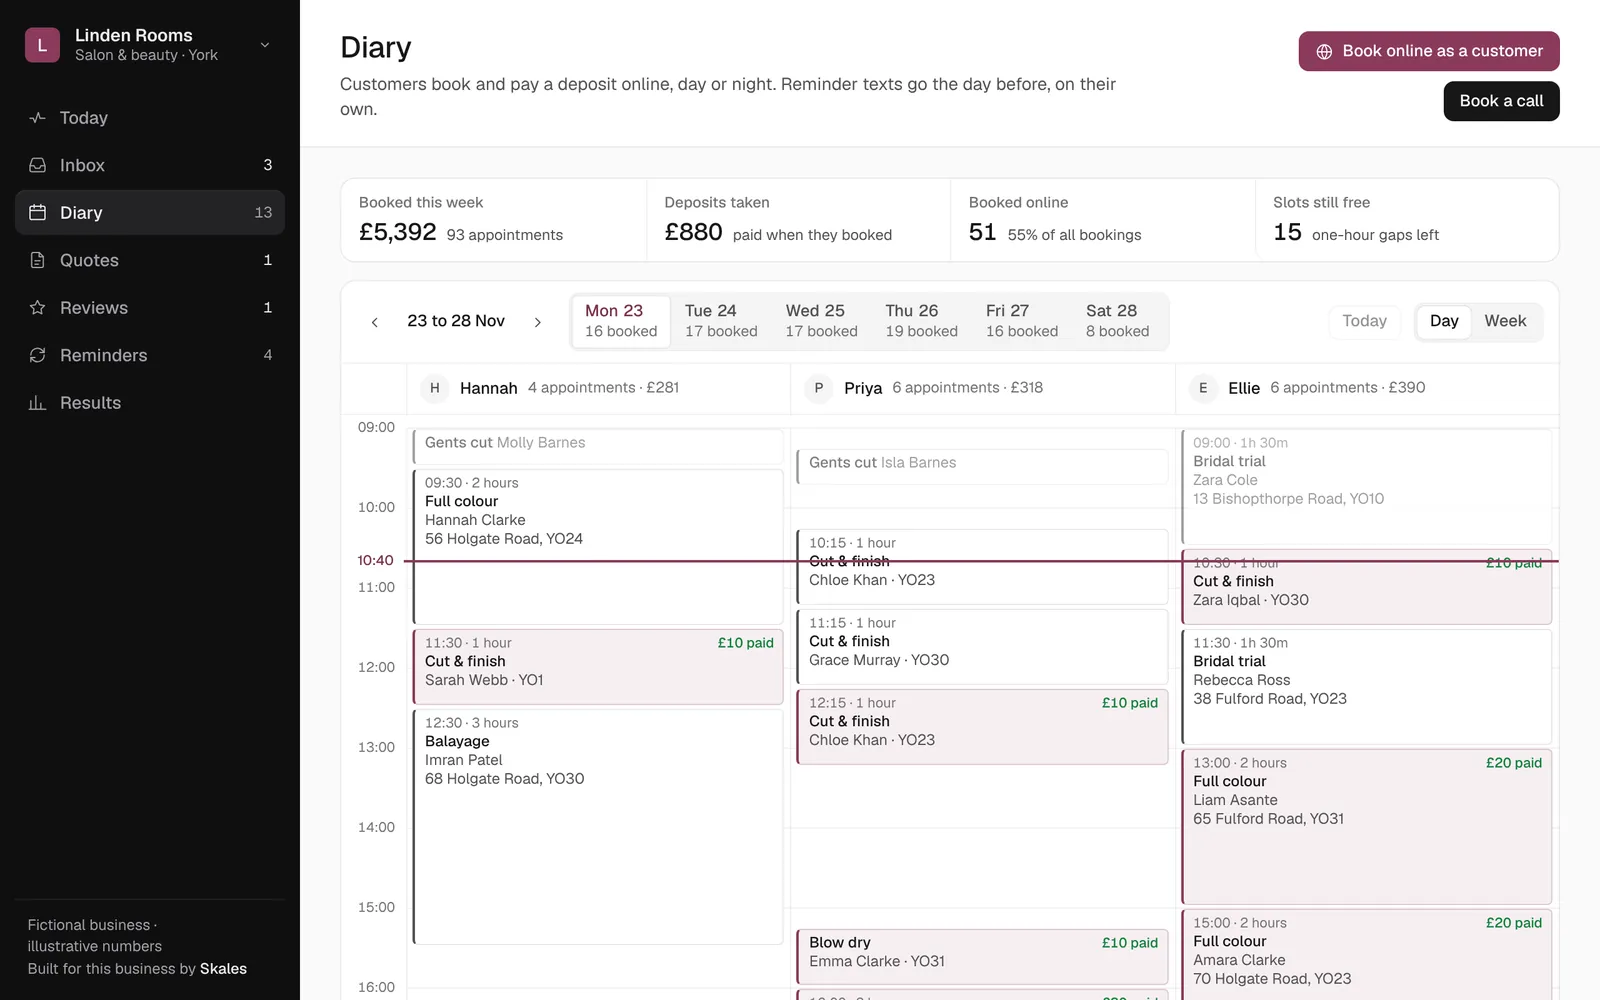 L
Linden Rooms
Salon & beauty · York
Today
Inbox 3
Diary 13
Quotes 1
Reviews 1
Reminders 4
Results
Fictional business ·
illustrative numbers
Built for this business by Skales
Diary
Customers book and pay a deposit online, day or night. Reminder texts go the day before, on their
own.
Book online as a customer
Book a call
Booked this week
£5,392 93 appointments
Deposits taken
£880 paid when they booked
Booked online
51 55% of all bookings
Slots still free
15 one-hour gaps left
23 to 28 Nov
Mon 23
16 booked
Tue 24
17 booked
Wed 25
17 booked
Thu 26
19 booked
Fri 27
16 booked
Sat 28
8 booked
Today
Day
Week
H Hannah 4 appointments · £281
P Priya 6 appointments · £318
E Ellie 6 appointments · £390
09:00
10:00
10:40
11:00
12:00
13:00
14:00
15:00
16:00
Gents cut Molly Barnes
09:30 · 2 hours
Full colour
Hannah Clarke
56 Holgate Road, YO24
11:30 · 1 hour £10 paid
Cut & finish
Sarah Webb · YO1
12:30 · 3 hours
Balayage
Imran Patel
68 Holgate Road, YO30
Gents cut Isla Barnes
10:15 · 1 hour
Cut & finish
Chloe Khan · YO23
11:15 · 1 hour
Cut & finish
Grace Murray · YO30
12:15 · 1 hour £10 paid
Cut & finish
Chloe Khan · YO23
Blow dry £10 paid
Emma Clarke · YO31
09:00 · 1h 30m
Bridal trial
Zara Cole
13 Bishopthorpe Road, YO10
10:30 · 1 hour £10 paid
Cut & finish
Zara Iqbal · YO30
11:30 · 1h 30m
Bridal trial
Rebecca Ross
38 Fulford Road, YO23
13:00 · 2 hours £20 paid
Full colour
Liam Asante
65 Fulford Road, YO31
15:00 · 2 hours £20 paid
Full colour
Amara Clarke
70 Holgate Road, YO23